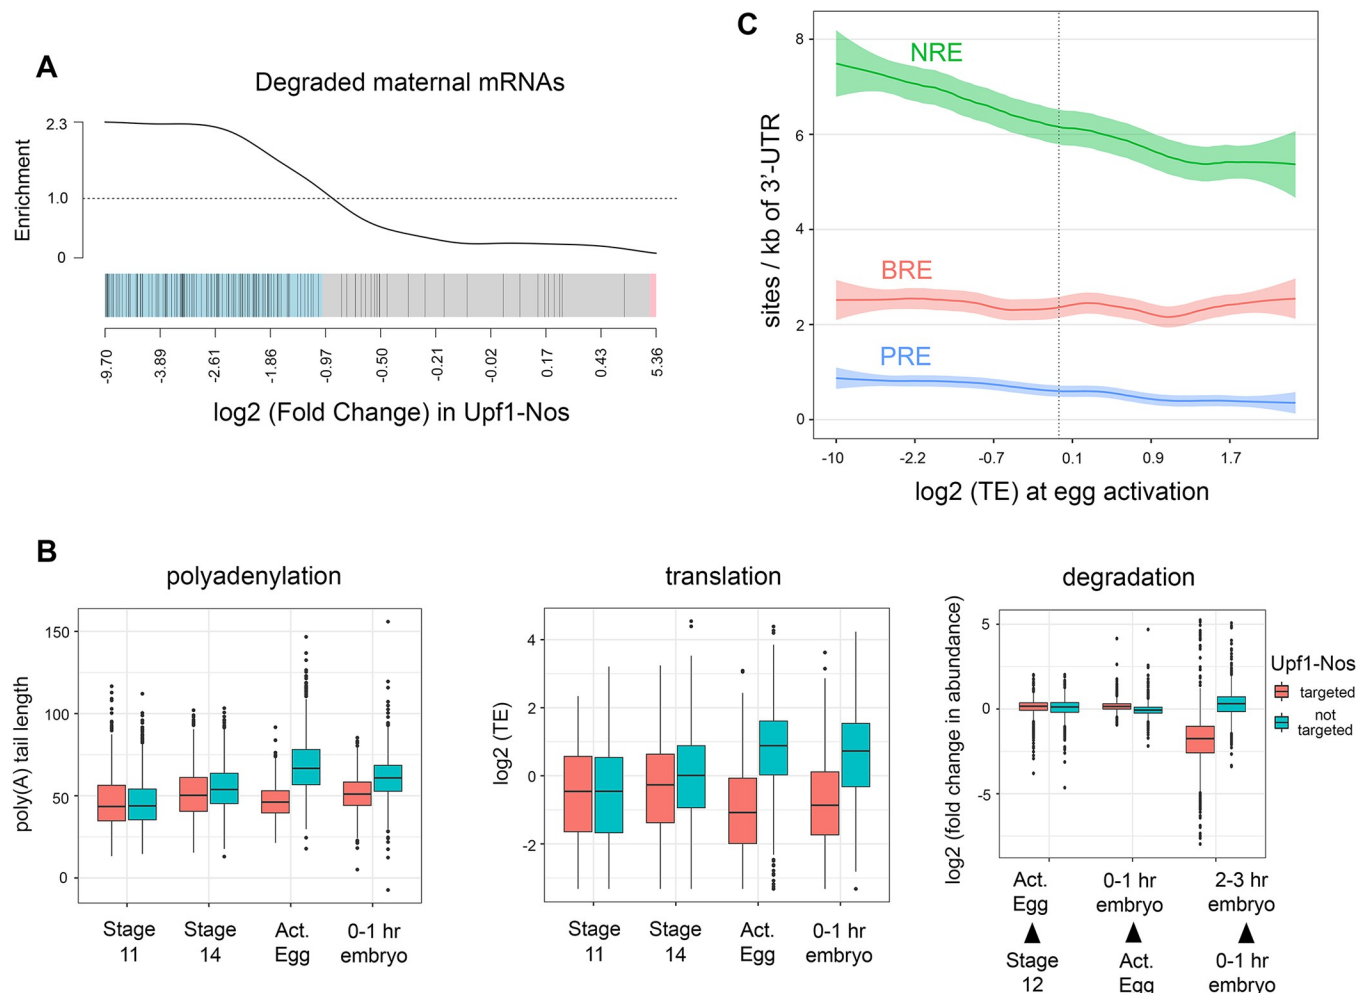 A
Degraded maternal mRNAs
Enrichment
2.3
1.0
0
-9.70
-3.89
-2.61
-1.86
-0.97
-0.50
-0.21
-0.02
0.17
0.43
5.36
log2 (Fold Change) in Upf1-Nos
C
sites / kb of 3’-UTR
8
6
4
2
0
NRE
BRE
PRE
-10
-2.2
-0.7
0.1
0.9
1.7
log2 (TE) at egg activation
B
polyadenylation
poly(A) tail length
150
100
50
0
Stage
11
Stage
14
Act.
Egg
0-1 hr
embryo
translation
log2 (TE)
4
2
0
-2
Stage
11
Stage
14
Act.
Egg
0-1 hr
embryo
degradation
log2 (fold change in abundance)
5
0
-5
Act.
Egg
0-1 hr
embryo
2-3 hr
embryo
Stage
12
Act.
Egg
0-1 hr
embryo
Upf1-Nos
targeted
not
targeted